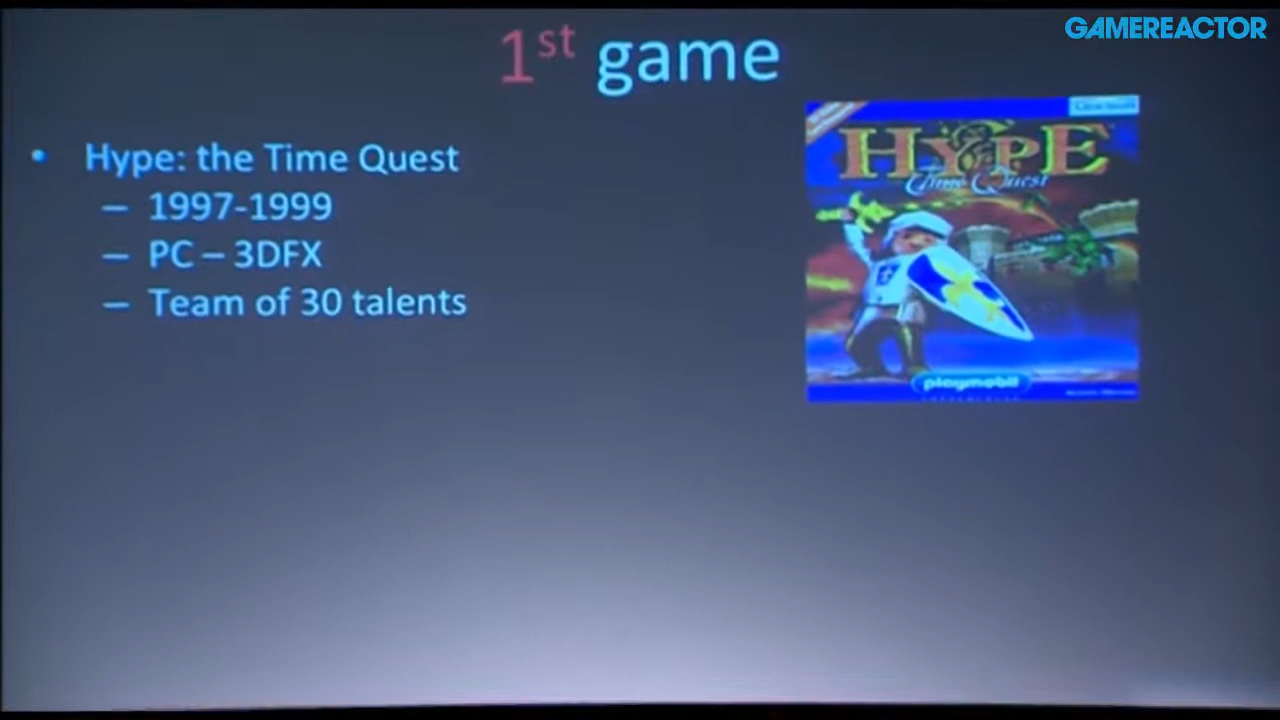 GAMEREACTOR
1st game
• Hype: the Time Quest
– 1997-1999
– PC – 3DFX
– Team of 30 talents
HYPE
Time Quest
playmobil